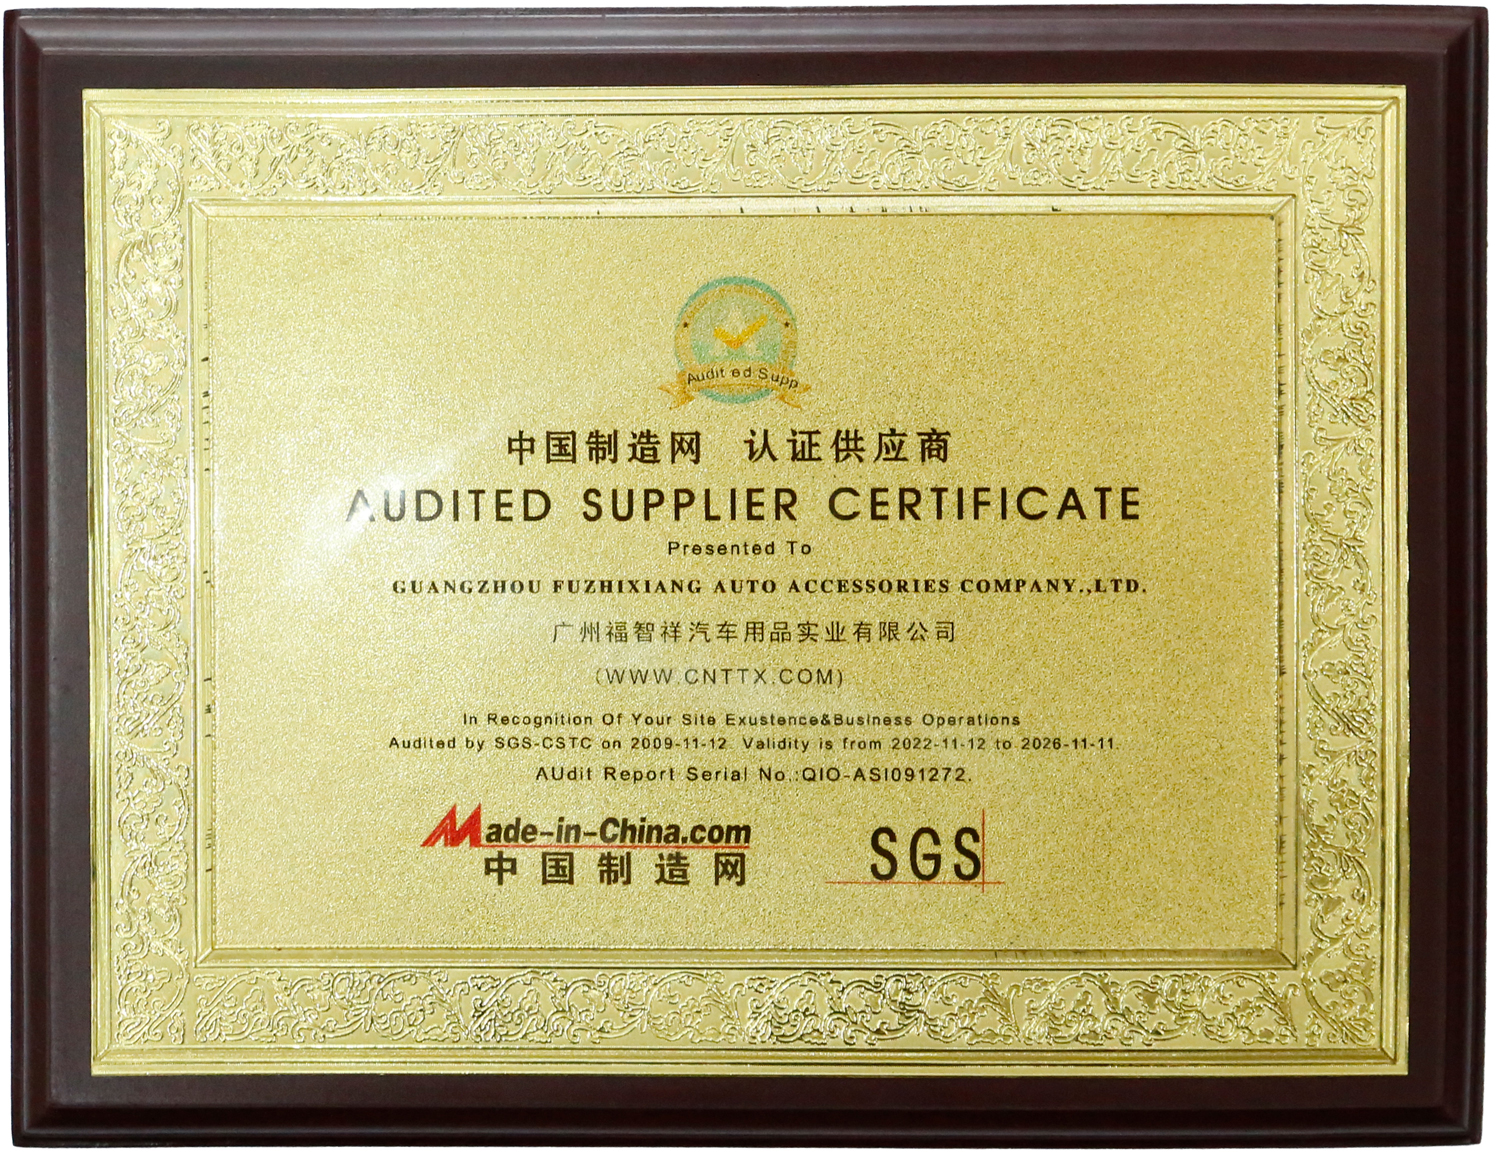 Audit ed Supp
中国制造网 认证供应商
AUDITED SUPPLIER CERTIFICATE
Presented To
GUANGZHOU FUZHIXIANG AUTO ACCESSORIES COMPANY.,LTD.
广州福智祥汽车用品实业有限公司
(WWW.CNTTX.COM)
In Recognition Of Your Site Exustence&Business Operations
Audited by SGS-CSTC on 2009-11-12. Validity is from 2022-11-12 to 2026-11-11.
AUdit Report Serial No.:QIO-ASI091272.
Made-in-China.com
中国制造网
SGS